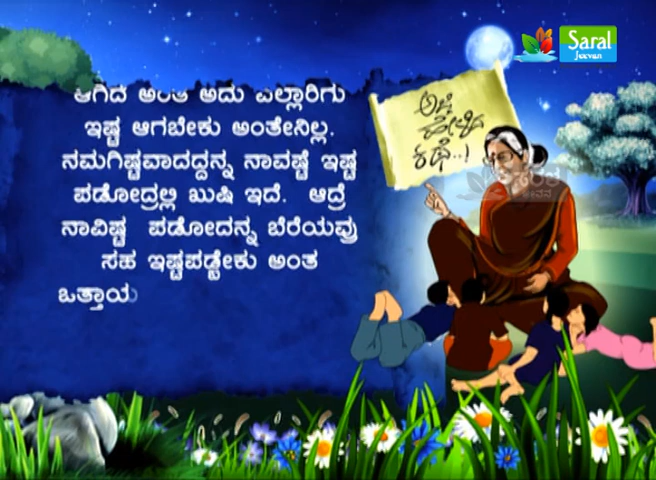 Saral
Jeevan
ಅಜ್ಜಿ
ಹೇಳಿದ
ಕಥೆ..!
ಆಗಿದೆ ಅಂತ ಅದು ಎಲ್ಲಾರಿಗು
ಇಷ್ಟ ಆಗಬೇಕು ಅಂತೇನಿಲ್ಲ.
ನಮಗಿಷ್ಟವಾದದ್ದನ್ನ ನಾವಷ್ಟೆ ಇಷ್ಟ
ಪಡೋದ್ರಲ್ಲಿ ಖುಷಿ ಇದೆ. ಆದ್ರೆ
ನಾವಿಷ್ಟ ಪಡೋದನ್ನ ಬೆರೆಯವ್ರು
ಸಹ ಇಷ್ಟಪಡ್ಬೇಕು ಅಂತ
ಒತ್ತಾಯ